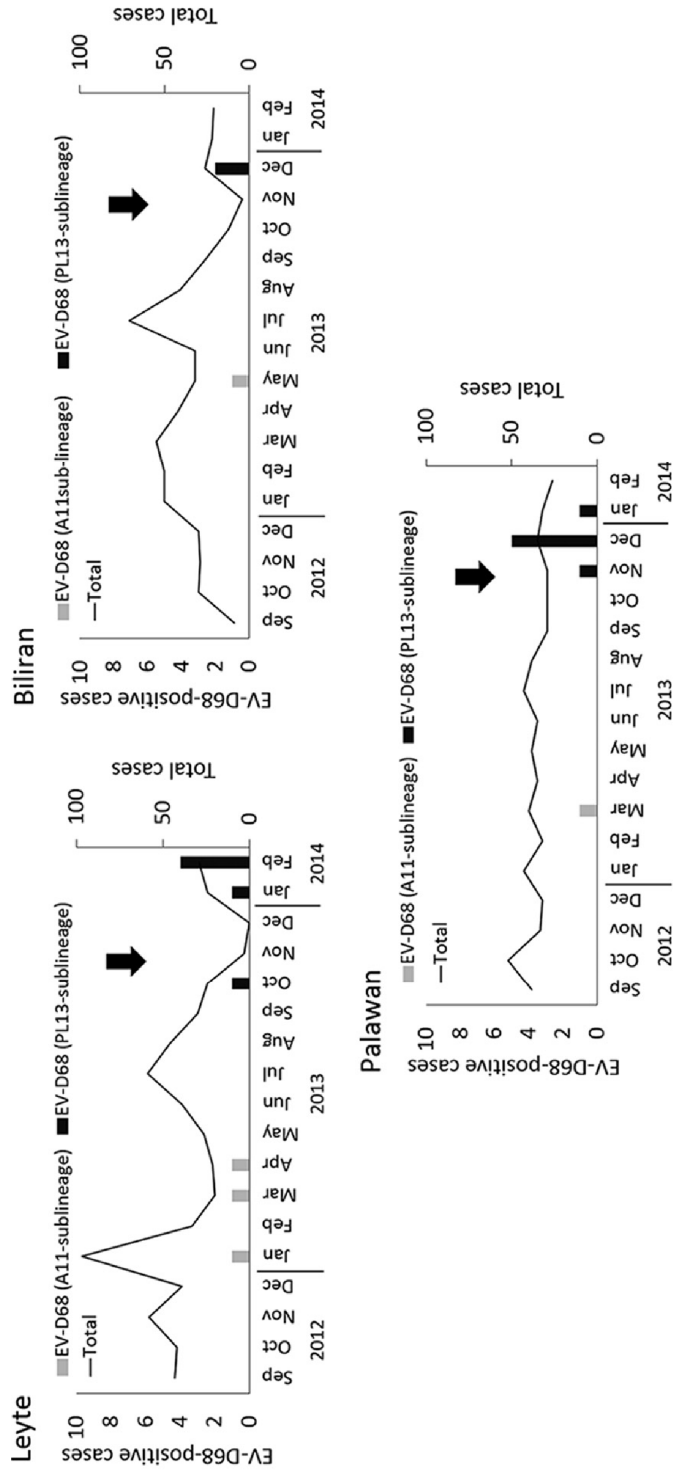 Leyte
EV-D68 (A11-sublineage)
EV-D68 (PL13-sublineage)
Total
EV-D68-positive cases
10
8
6
4
2
0
Total cases
100
50
0
Sep Oct Nov Dec Jan Feb Mar Apr May Jun Jul Aug Sep Oct Nov Dec Jan Feb
2012 2013 2014
Biliran
EV-D68 (A11sub-lineage)
EV-D68 (PL13-sublineage)
Total
EV-D68-positive cases
10
8
6
4
2
0
Total cases
100
50
0
Sep Oct Nov Dec Jan Feb Mar Apr May Jun Jul Aug Sep Oct Nov Dec Jan Feb
2012 2013 2014
Palawan
EV-D68 (A11-sublineage)
EV-D68 (PL13-sublineage)
Total
EV-D68-positive cases
10
8
6
4
2
0
Total cases
100
50
0
Sep Oct Nov Dec Jan Feb Mar Apr May Jun Jul Aug Sep Oct Nov Dec Jan Feb
2012 2013 2014